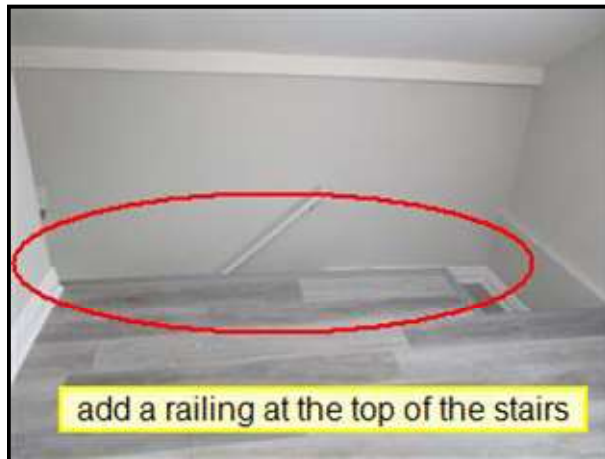 add a railing at the top of the stairs